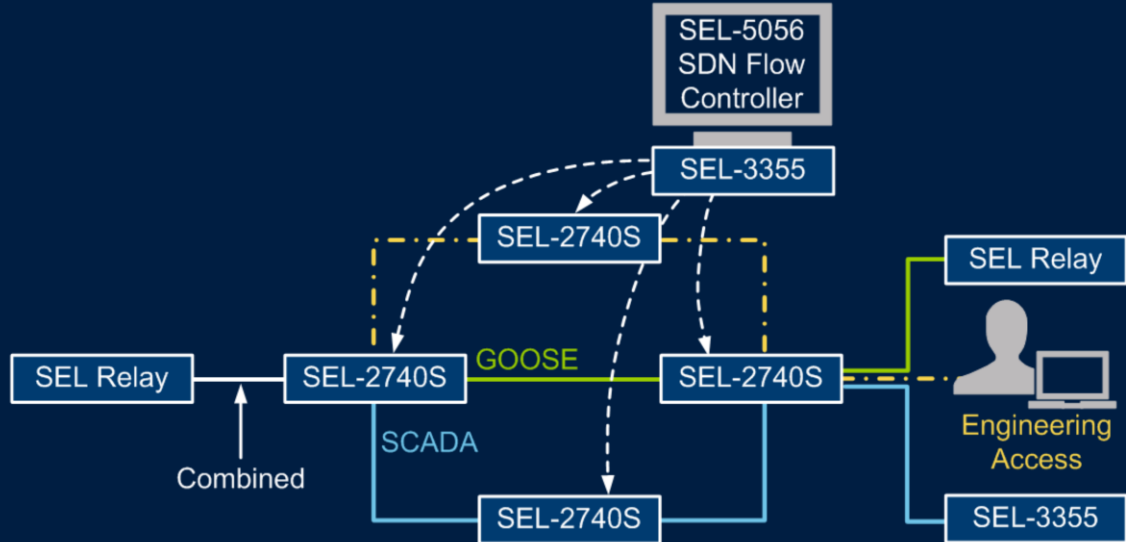 SEL-5056
SDN Flow
Controller
SEL-3355
SEL-2740S
SEL Relay
GOOSE
SEL Relay
SEL-2740S
SEL-2740S
SCADA
Combined
Engineering
Access
SEL-2740S
SEL-3355